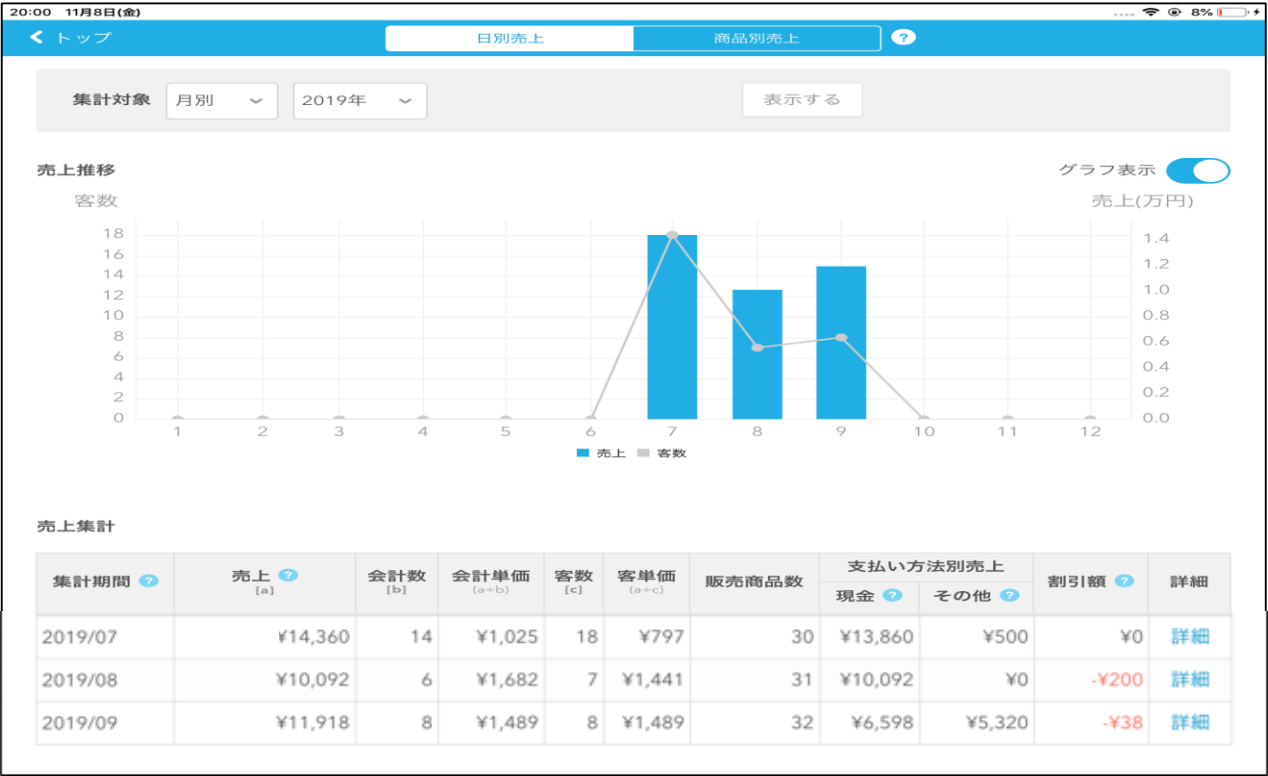 20:00 11月8日(金) 8%
トップ 日別売上 商品別売上 ?
集計対象 月別 2019年 表示する
売上推移 グラフ表示
客数 売上(万円)
18
16
14
12
10
8
6
4
2
0
1.4
1.2
1.0
0.8
0.6
0.4
0.2
0.0
1 2 3 4 5 6 7 8 9 10 11 12
売上 客数
売上集計
集計期間 ? 売上 ? [a] 会計数 [b] 会計単価 (a÷b) 客数 [c] 客単価 (a÷c) 販売商品数 支払い方法別売上 割引額 ? 詳細
現金 ? その他 ?
2019/07 ¥14,360 14 ¥1,025 18 ¥797 30 ¥13,860 ¥500 ¥0 詳細
2019/08 ¥10,092 6 ¥1,682 7 ¥1,441 31 ¥10,092 ¥0 -¥200 詳細
2019/09 ¥11,918 8 ¥1,489 8 ¥1,489 32 ¥6,598 ¥5,320 -¥38 詳細